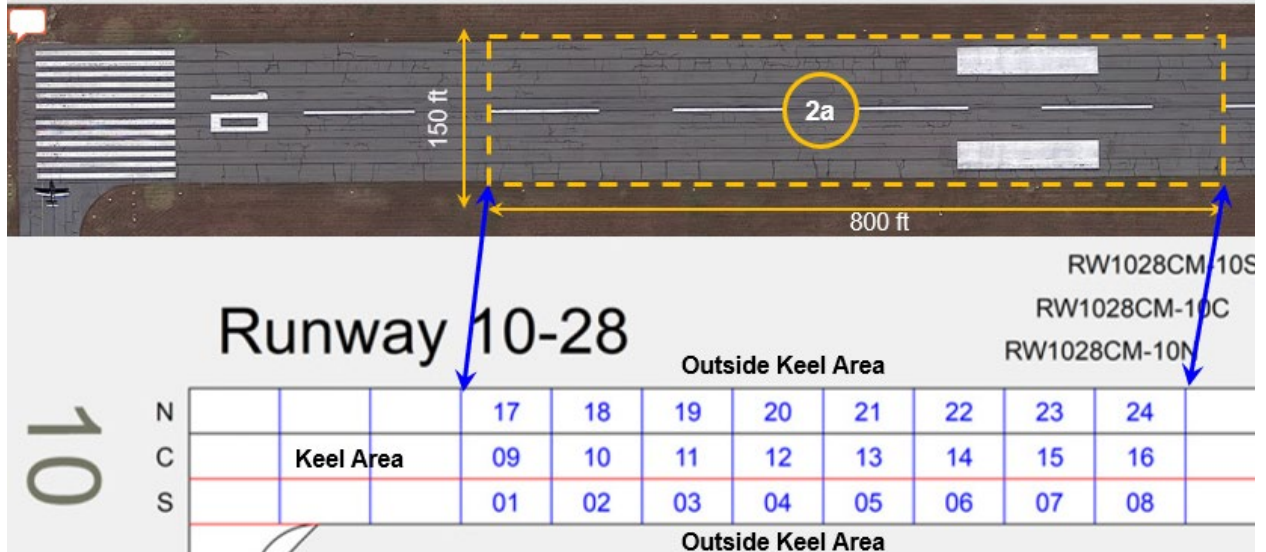 150 ft
2a
800 ft
RW1028CM-10S
RW1028CM-10C
RW1028CM-10N
Runway 10-28
Outside Keel Area
10
N 17 18 19 20 21 22 23 24
C Keel Area 09 10 11 12 13 14 15 16
S 01 02 03 04 05 06 07 08
Outside Keel Area